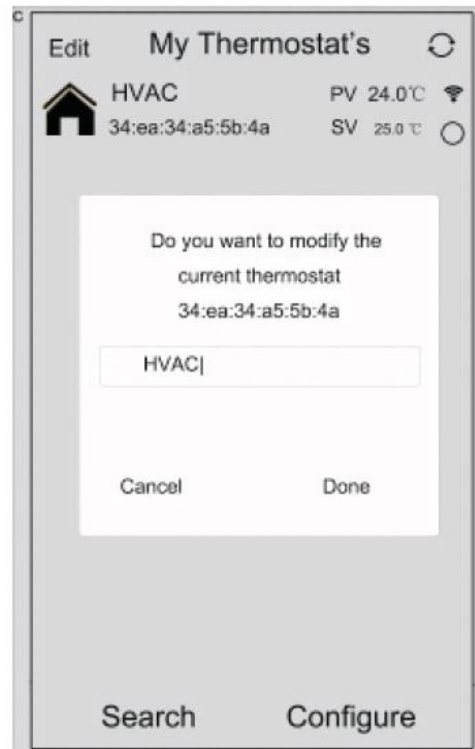 c
Edit My Thermostat's
HVAC PV 24.0℃
34:ea:34:a5:5b:4a SV 25.0 ℃
Do you want to modify the
current thermostat
34:ea:34:a5:5b:4a
HVAC|
Cancel Done
Search Configure